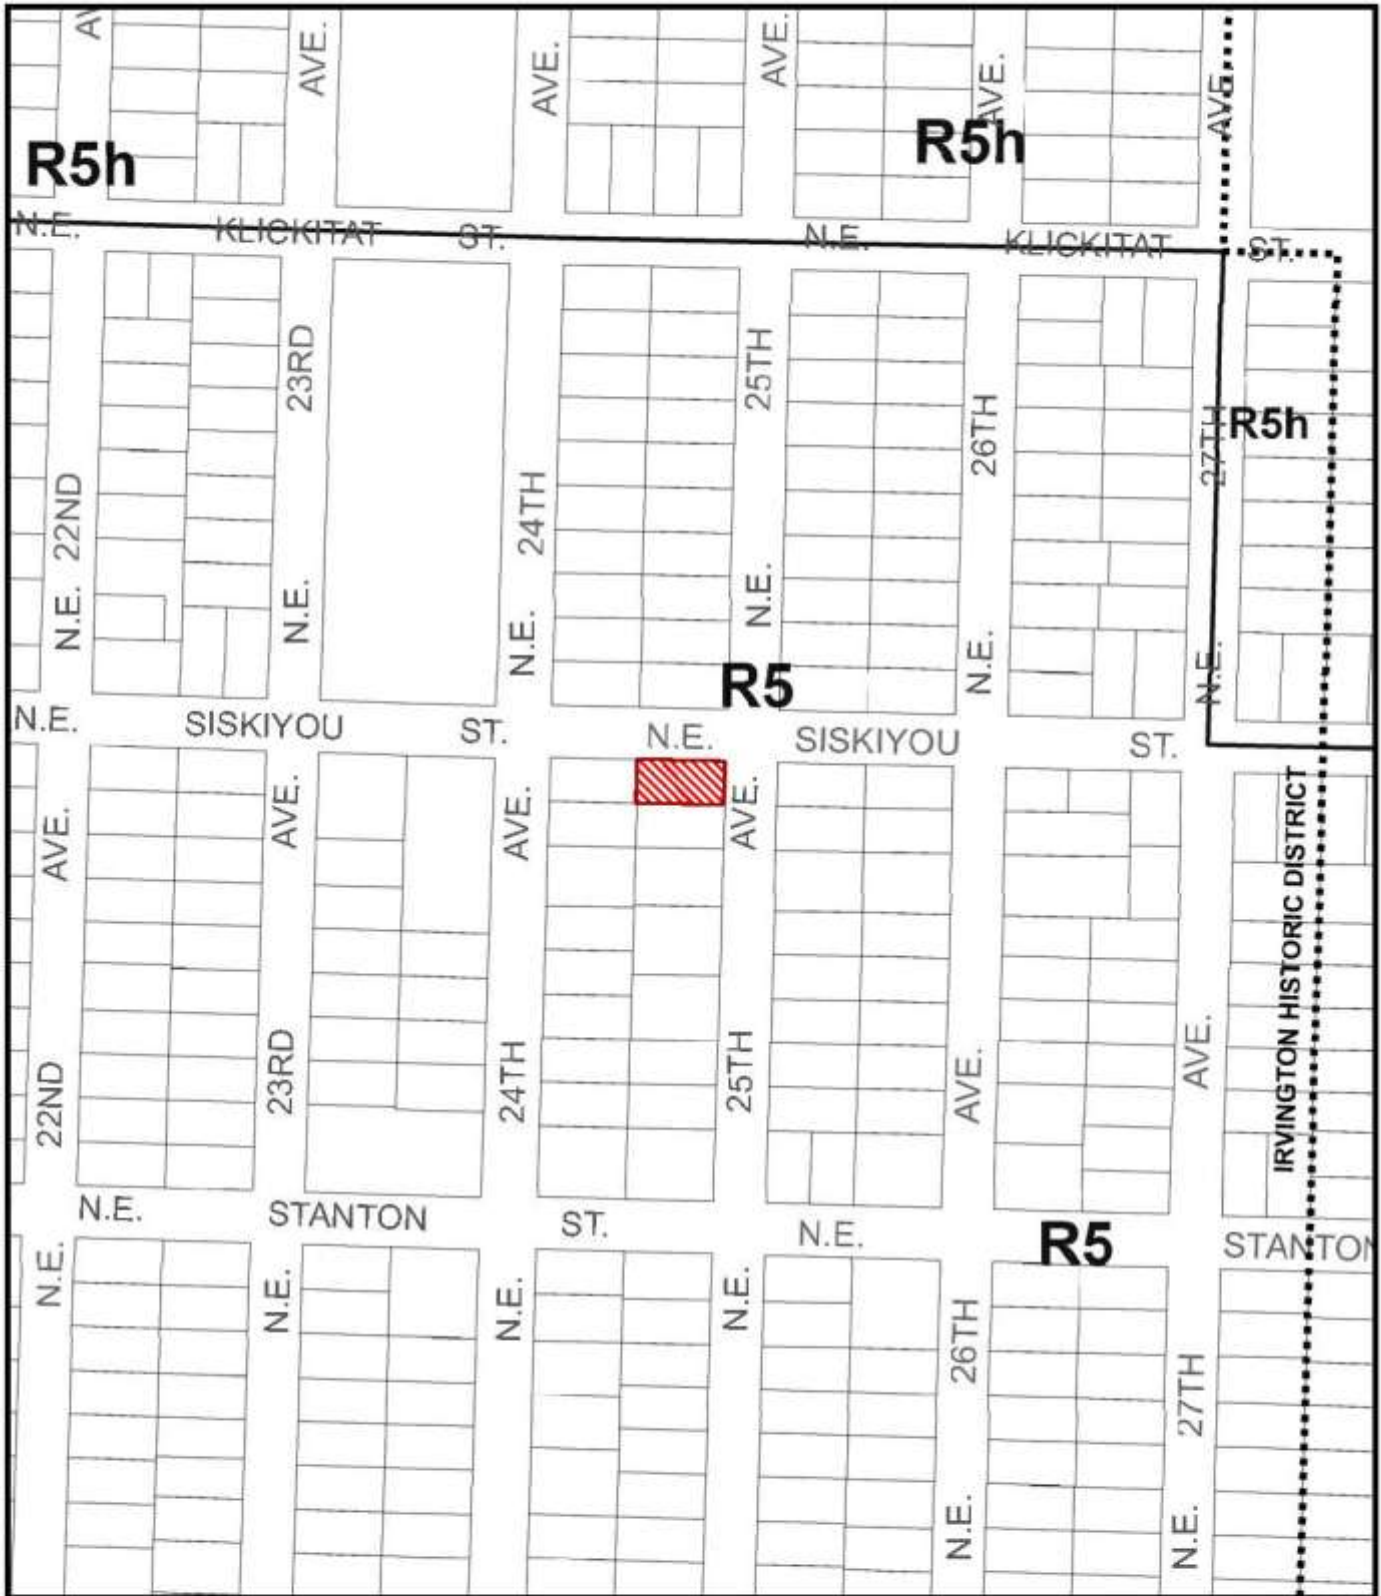 AVE.
AVE.
AVE.
AVE.
AVE.
R5h
R5h
N.E. KLICKITAT ST. N.E. KLICKITAT ST.
23RD
25TH
26TH
27TH
R5h
22ND
24TH
N.E.
N.E.
N.E.
N.E.
N.E.
N.E.
R5
N.E. SISKIYOU ST. N.E. SISKIYOU ST.
AVE.
AVE.
AVE.
AVE.
IRVINGTON HISTORIC DISTRICT
22ND
23RD
24TH
25TH
AVE.
AVE.
N.E. STANTON ST. N.E. STANTON
R5
N.E.
N.E.
N.E.
N.E.
26TH
27TH
N.E.
N.E.